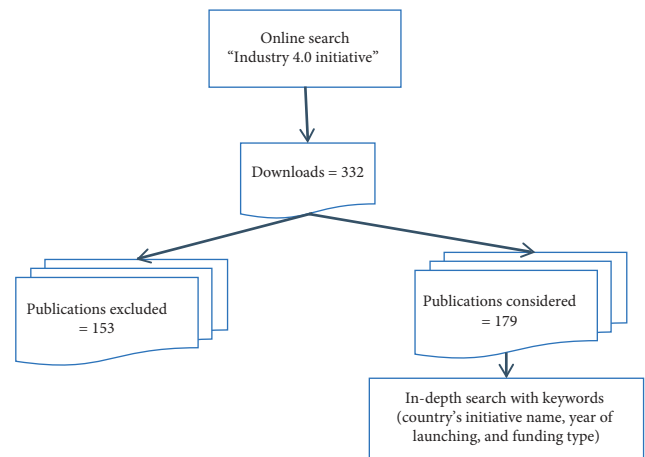 Online search
“Industry 4.0 initiative”
Downloads = 332
Publications excluded
= 153
Publications considered
= 179
In-depth search with keywords
(country’s initiative name, year of
launching, and funding type)